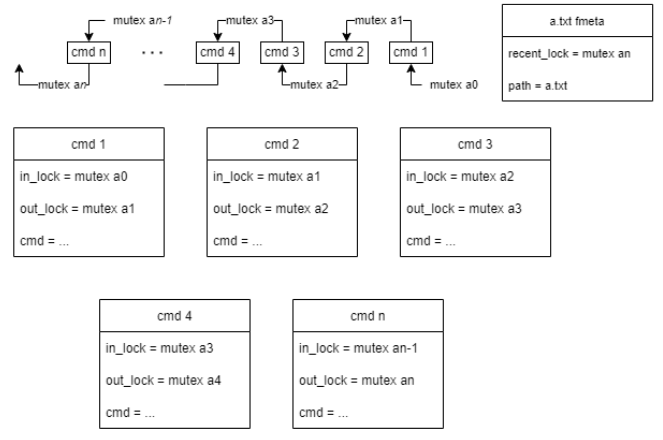 mutex an-1
mutex a3
mutex a1
cmd n
...
cmd 4
cmd 3
cmd 2
cmd 1
mutex an
mutex a2
mutex a0
a.txt fmeta
recent_lock = mutex an
path = a.txt
cmd 1
in_lock = mutex a0
out_lock = mutex a1
cmd = ...
cmd 2
in_lock = mutex a1
out_lock = mutex a2
cmd = ...
cmd 3
in_lock = mutex a2
out_lock = mutex a3
cmd = ...
cmd 4
in_lock = mutex a3
out_lock = mutex a4
cmd = ...
cmd n
in_lock = mutex an-1
out_lock = mutex an
cmd = ...